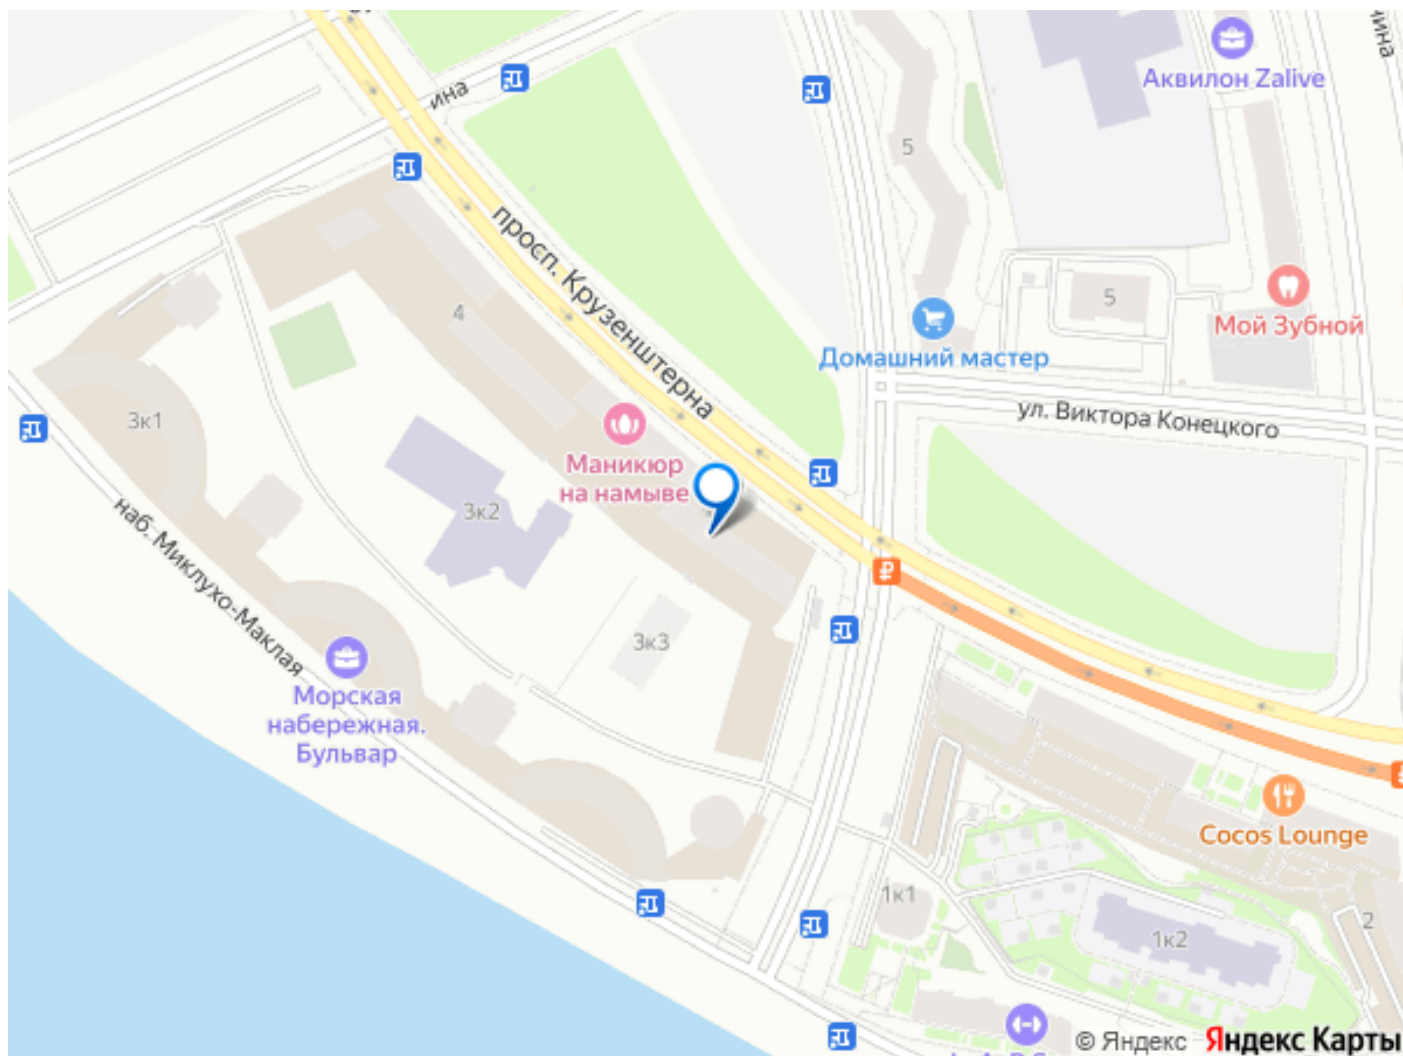 чина
Аквилон Zalive
ина
5
просп. Крузенштерна
5
Мой Зубной
4
Домашний мастер
3к1
ул. Виктора Конецкого
Маникюр
на намыве
3к2
наб. Миклухо-Маклая
3к3
Морская
набережная.
Бульвар
Cocos Lounge
1к1
2
1к2
© Яндекс Яндекс Карты